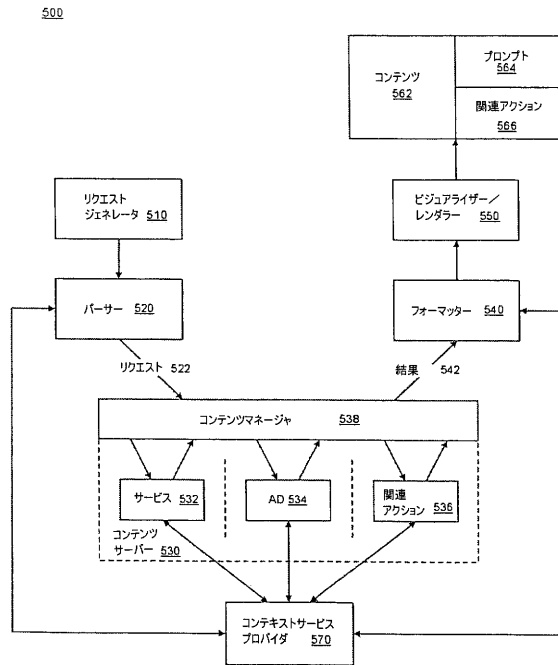 500
コンテンツ
562
プロンプト
564
関連アクション
566
リクエスト
ジェネレータ 510
ビジュアライザー/
レンダラー 550
パーサー 520
フォーマッター 540
リクエスト 522
結果 542
コンテンツマネージャ 538
サービス 532
AD 534
関連
アクション 536
コンテンツ
サーバー 530
コンテキストサービス
プロバイダ 570